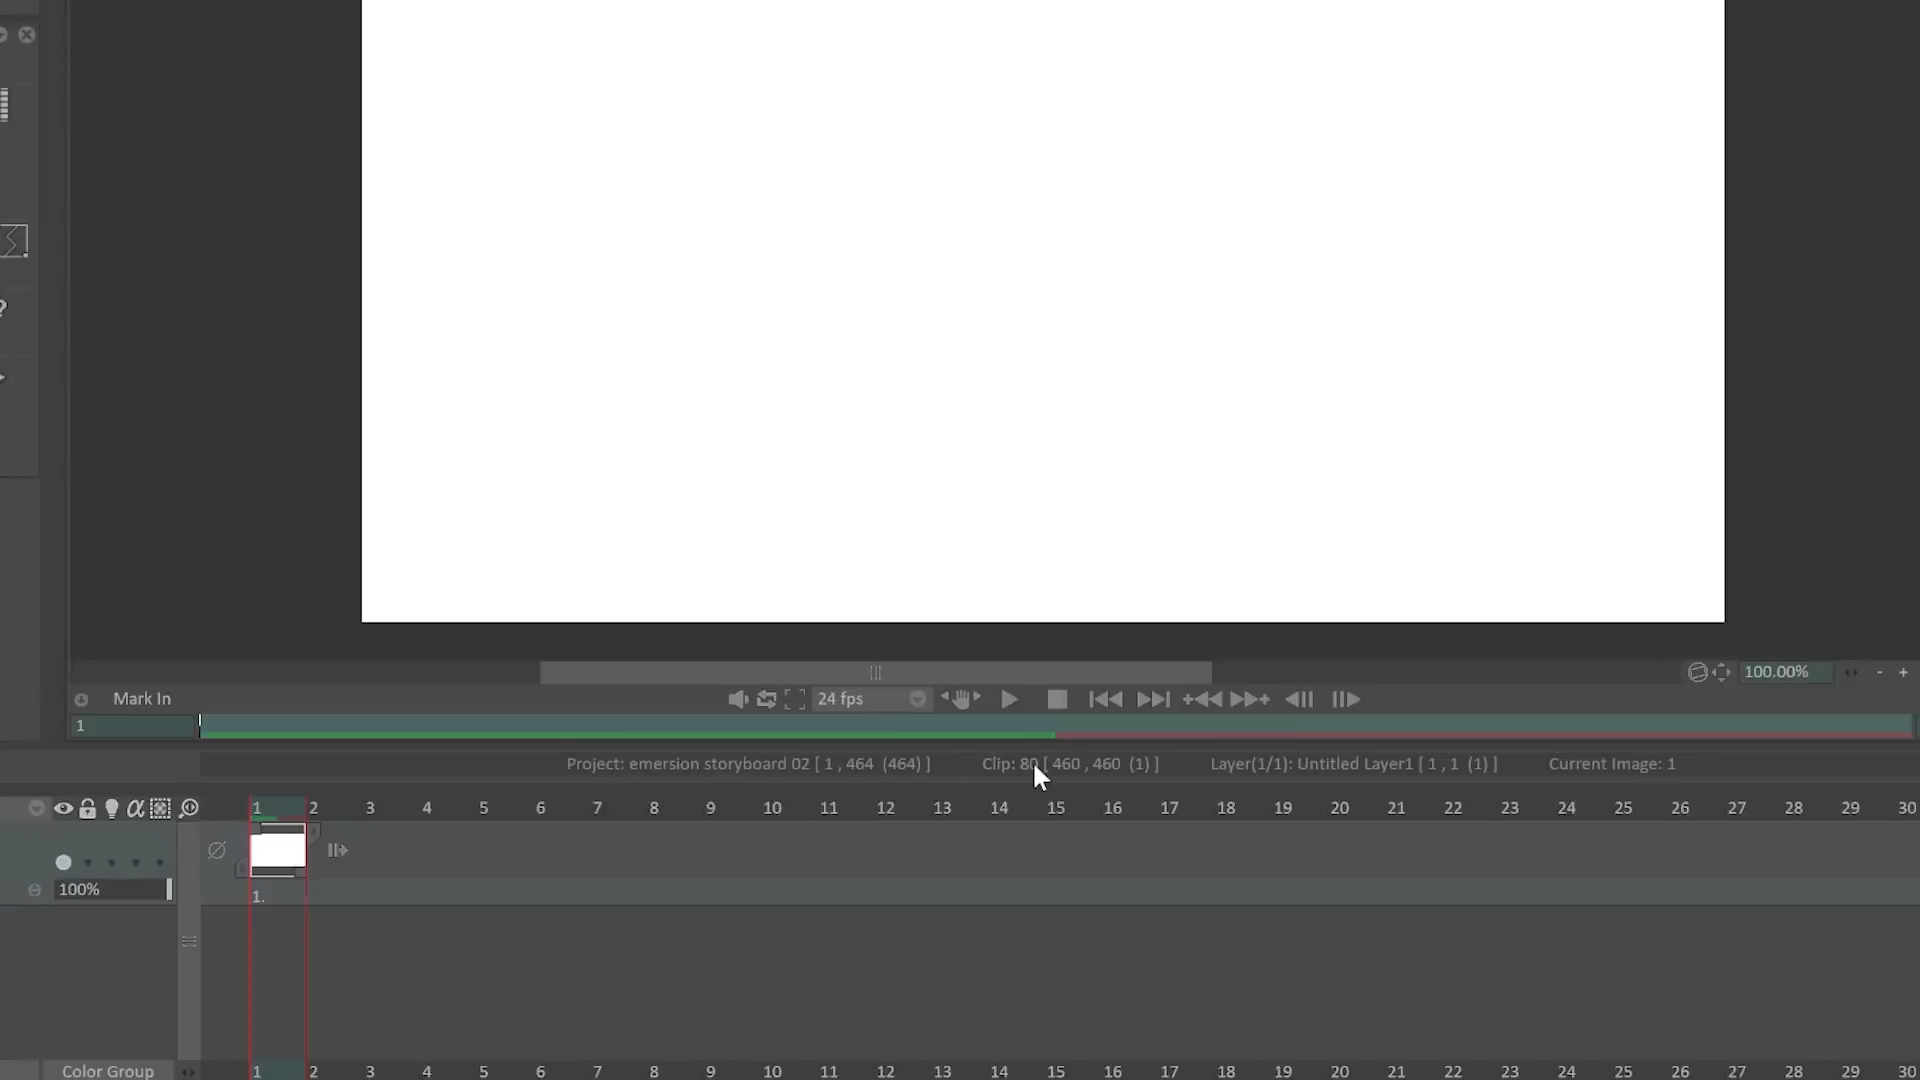 100.00% - +
Mark In 24 fps
1
Project: emersion storyboard 02 [ 1 , 464 (464) ] Clip: 80 [ 460 , 460 (1) ] Layer(1/1): Untitled Layer1 [ 1 , 1 (1) ] Current Image: 1
1 2 3 4 5 6 7 8 9 10 11 12 13 14 15 16 17 18 19 20 21 22 23 24 25 26 27 28 29 30
100%
1.
Color Group 1 2 3 4 5 6 7 8 9 10 11 12 13 14 15 16 17 18 19 20 21 22 23 24 25 26 27 28 29 30